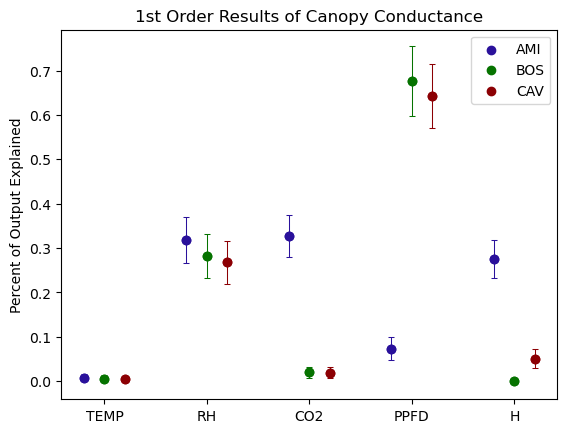 1st Order Results of Canopy Conductance
AMI
BOS
CAV
Percent of Output Explained
0.7
0.6
0.5
0.4
0.3
0.2
0.1
0.0
TEMP RH CO2 PPFD H